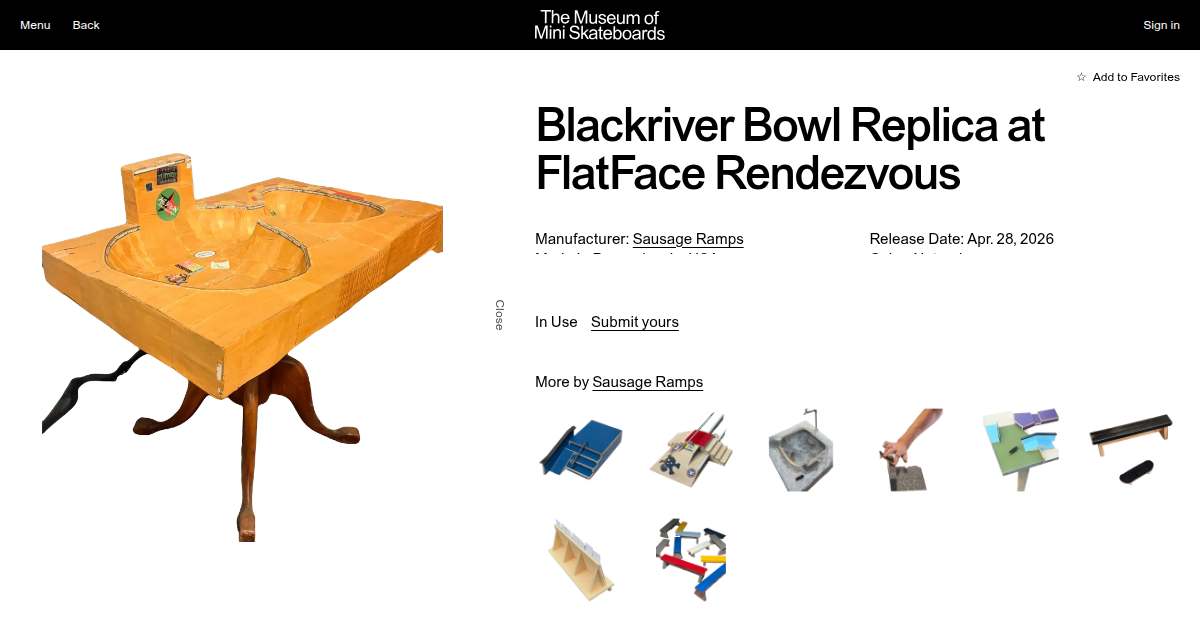 Menu
Back
The Museum of
Mini Skateboards
Sign in
☆ Add to Favorites
Blackriver Bowl Replica at
FlatFace Rendezvous
Manufacturer: Sausage Ramps
Release Date: Apr. 28, 2026
Close
In Use
Submit yours
More by Sausage Ramps